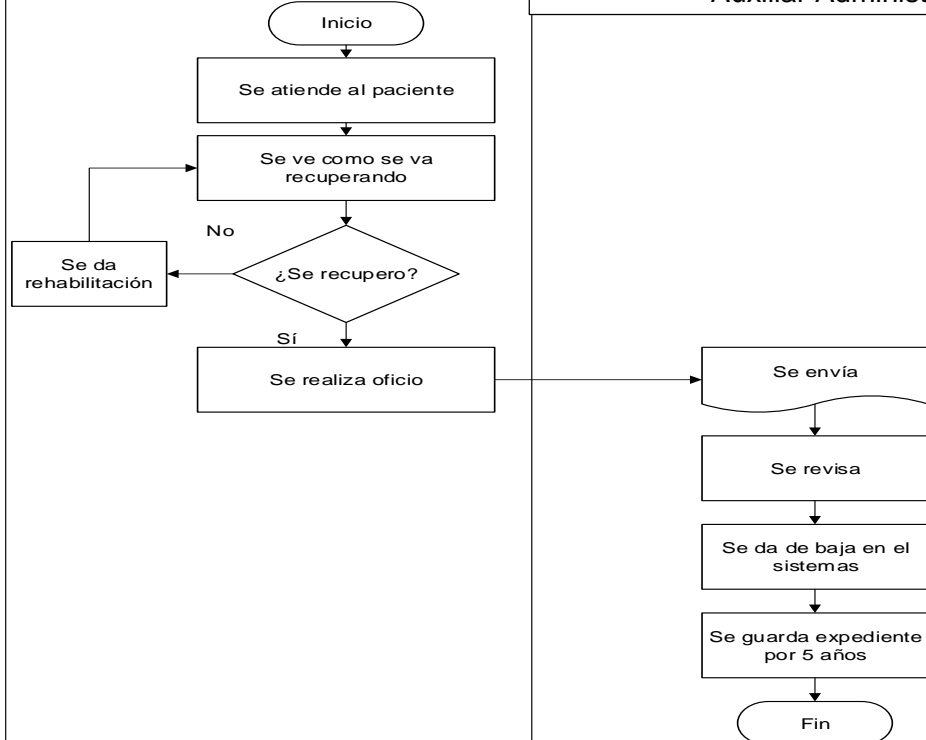 Inicio
Se atiende al paciente
Se ve como se va
recuperando
No
¿Se recupero?
Se da
rehabilitación
Sí
Se realiza oficio
Se envía
Se revisa
Se da de baja en el
sistemas
Se guarda expediente
por 5 años
Fin